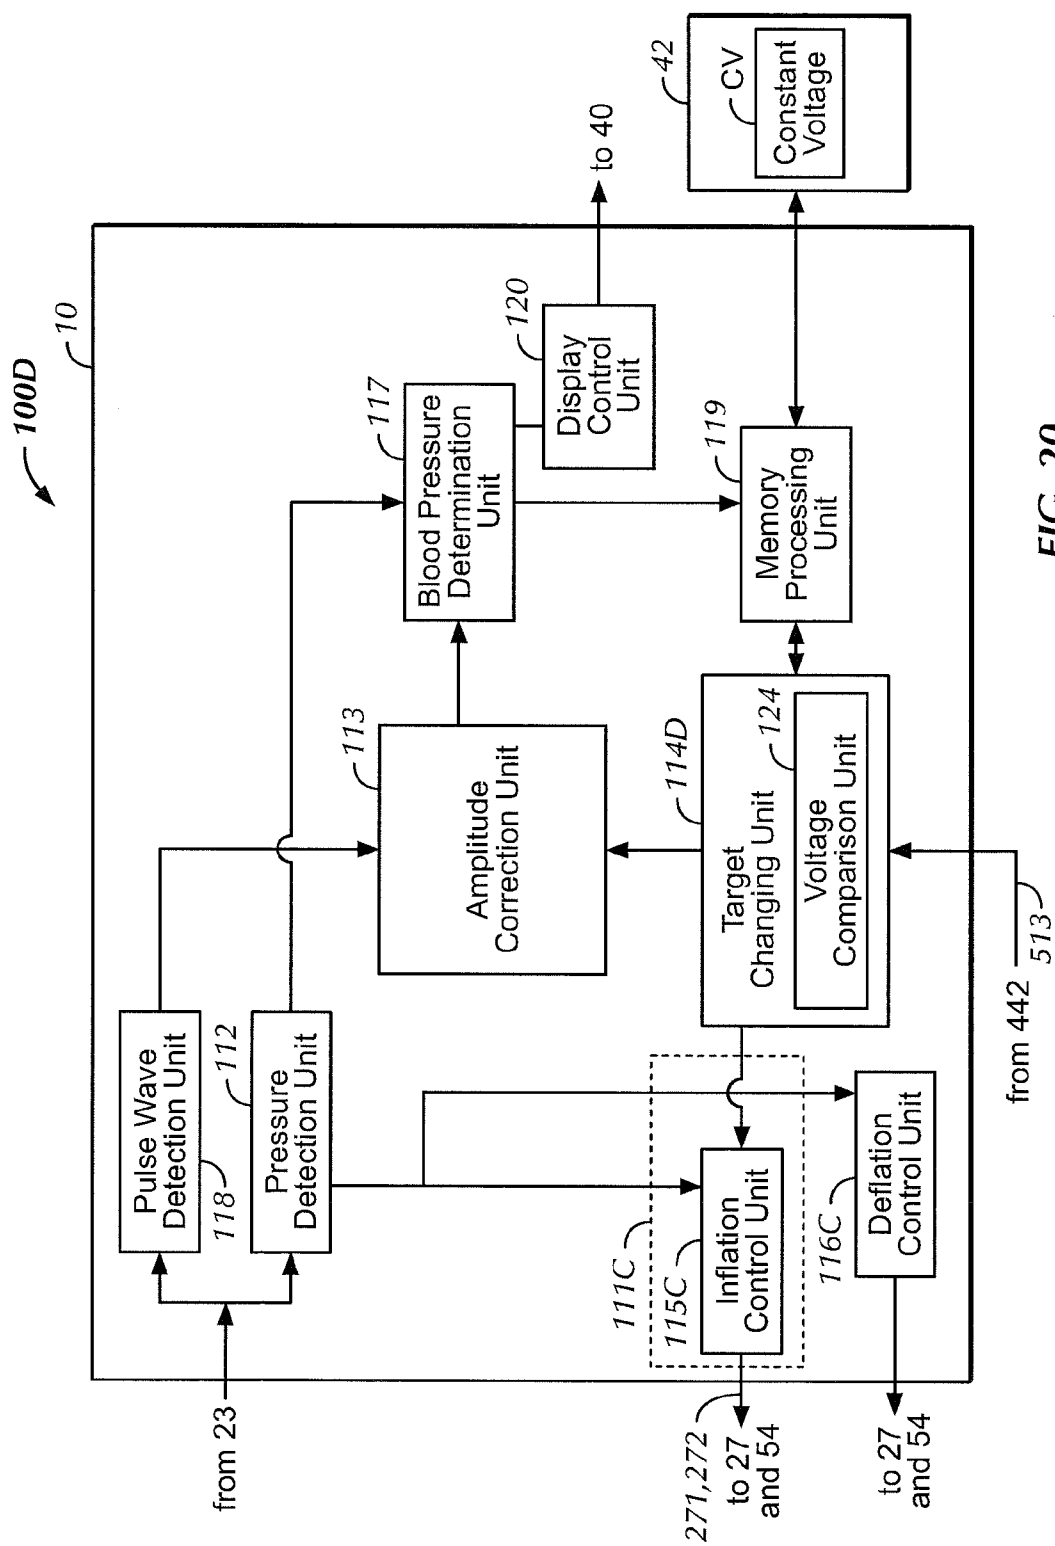 100D
10
from 23
Pulse Wave
Detection Unit
118
Pressure
Detection Unit
112
Amplitude
Correction Unit
113
Blood Pressure
Determination
Unit
117
Display
Control
Unit
120
to 40
42
CV
Constant
Voltage
Memory
Processing
Unit
119
Target
Changing Unit
114D
Voltage
Comparison Unit
124
from 442
513
111C
Inflation
Control Unit
115C
Deflation
Control Unit
116C
271,272
to 27
and 54
to 27
and 54
FIG. 20